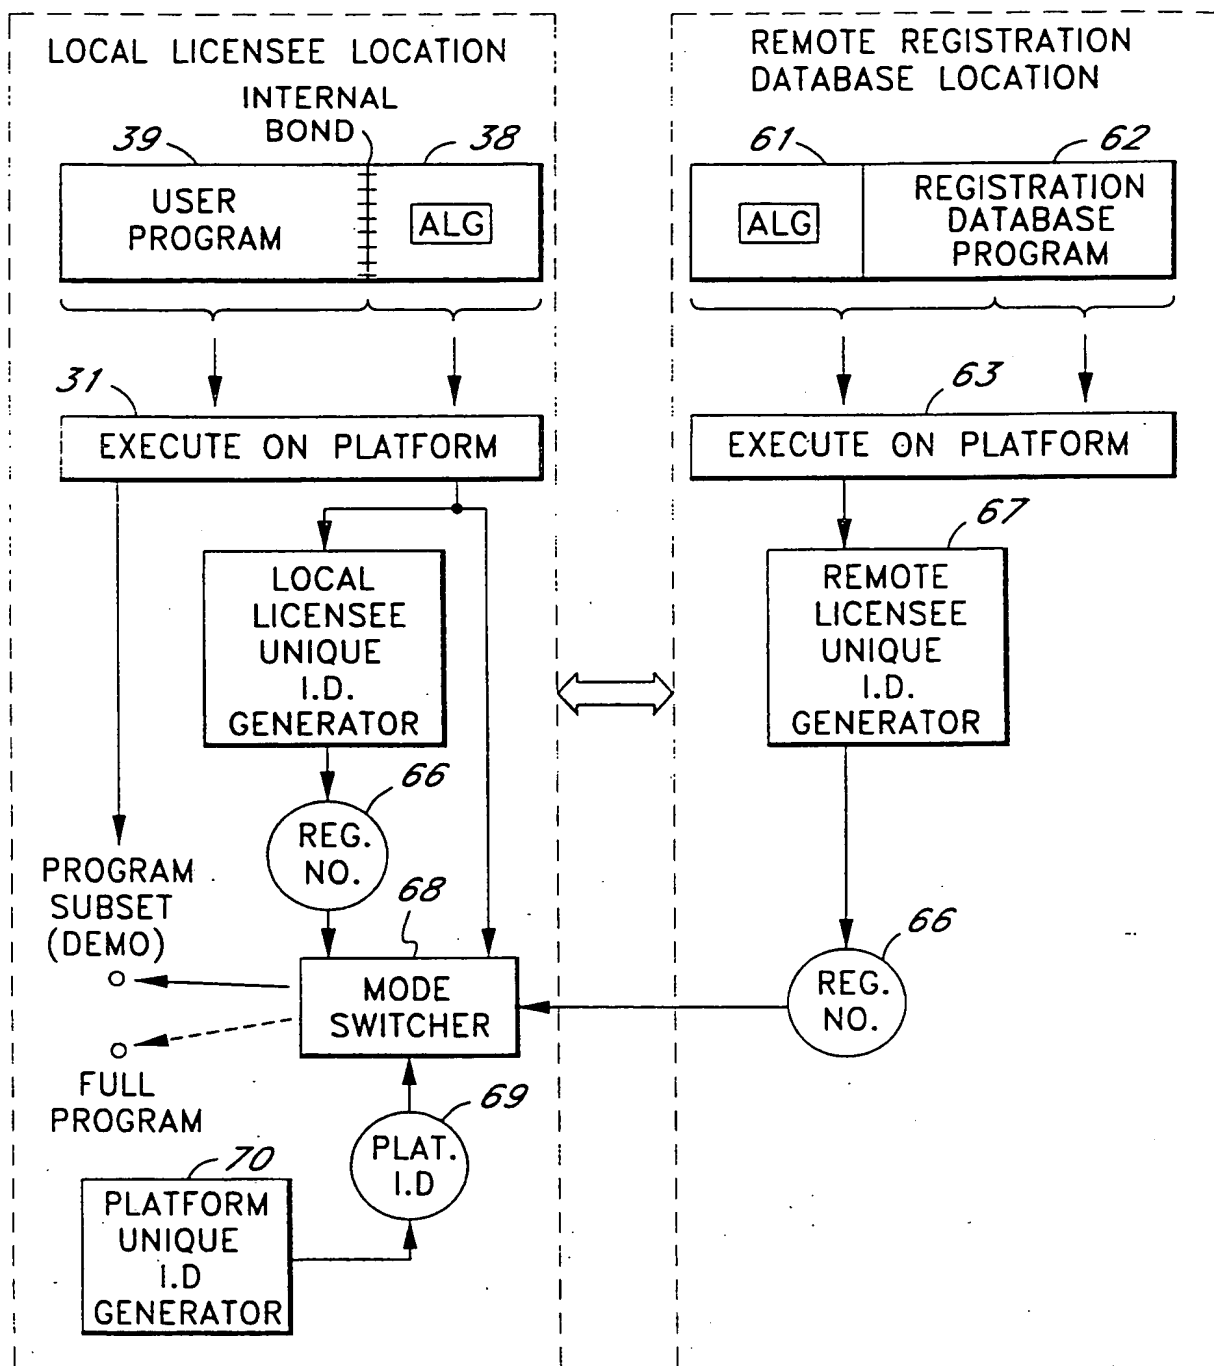 LOCAL LICENSEE LOCATION
INTERNAL
BOND
39
38
USER
PROGRAM
ALG
31
EXECUTE ON PLATFORM
LOCAL
LICENSEE
UNIQUE
I.D.
GENERATOR
66
REG.
NO.
PROGRAM
SUBSET
(DEMO)
68
MODE
SWITCHER
FULL
PROGRAM
69
PLAT.
I.D
70
PLATFORM
UNIQUE
I.D
GENERATOR
REMOTE REGISTRATION
DATABASE LOCATION
61
62
ALG
REGISTRATION
DATABASE
PROGRAM
63
EXECUTE ON PLATFORM
67
REMOTE
LICENSEE
UNIQUE
I.D.
GENERATOR
66
REG.
NO.